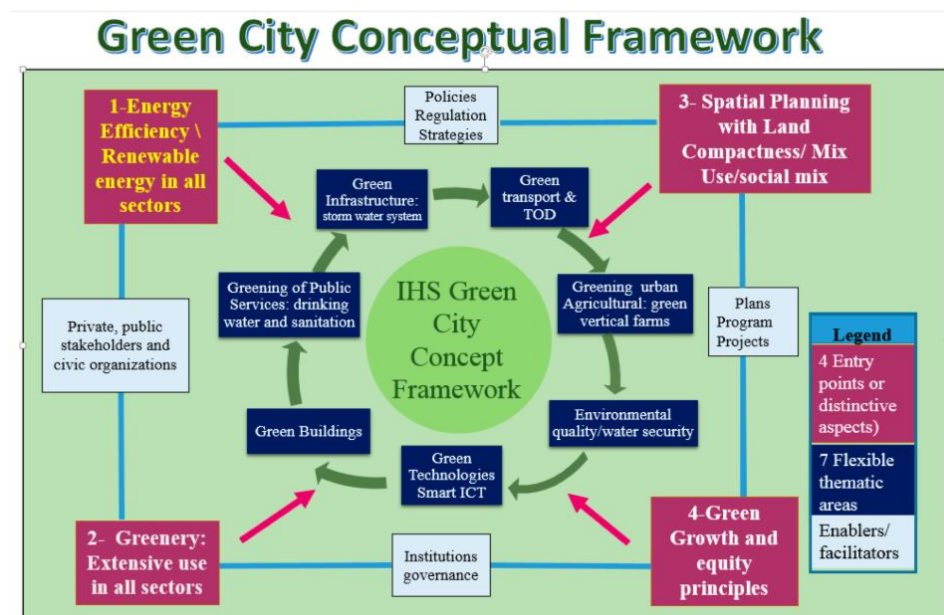 Green City Conceptual Framework
1-Energy
Efficiency \
Renewable
energy in all
sectors
Policies
Regulation
Strategies
3- Spatial Planning
with Land
Compactness/ Mix
Use/social mix
Green
Infrastructure:
storm water system
Green
transport &
TOD
Greening of Public
Services: drinking
water and sanitation
IHS Green
City
Concept
Framework
Greening urban
Agricultural: green
vertical farms
Private, public
stakeholders and
civic organizations
Plans
Program
Projects
Green Buildings
Green
Technologies
Smart ICT
Environmental
quality/water security
2- Greenery:
Extensive use
in all sectors
Institutions
governance
4-Green
Growth and
equity
principles
Legend
4 Entry
points or
distinctive
aspects)
7 Flexible
thematic
areas
Enablers/
facilitators